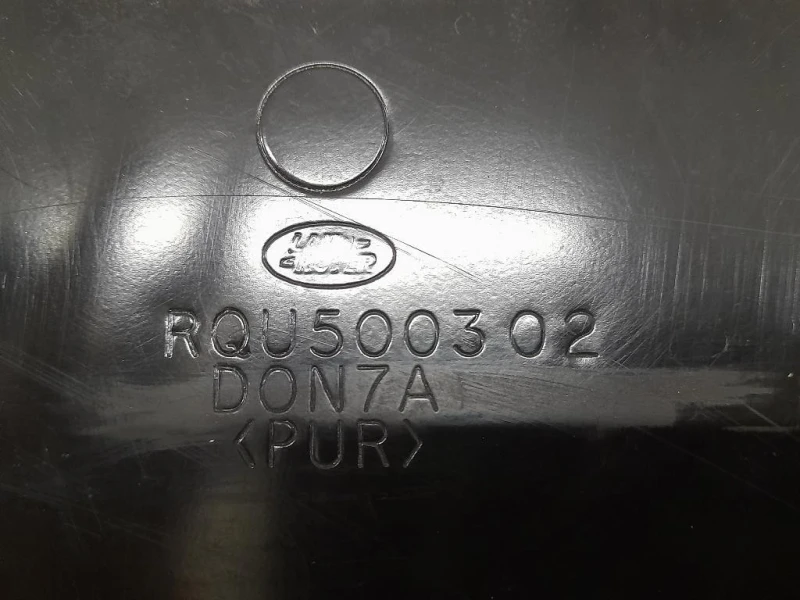 LAND
ROVER
RQU500302
DON7A
<PUR>